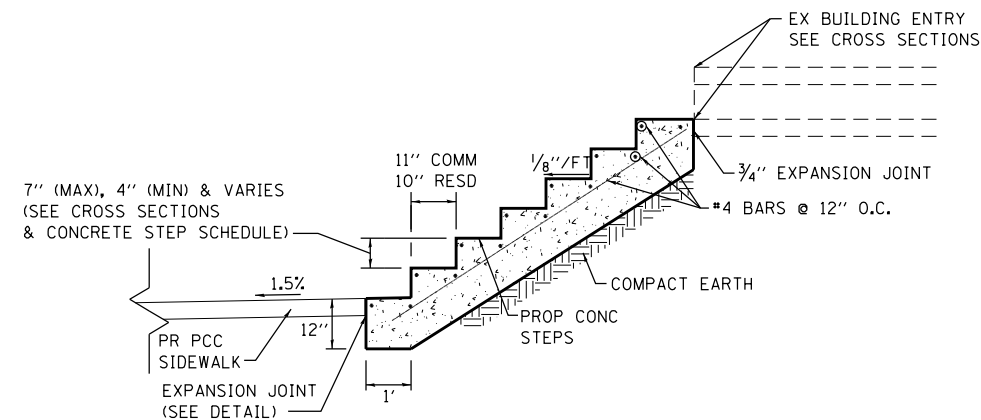 EX BUILDING ENTRY
SEE CROSS SECTIONS
11" COMM
10" RESD
1/8"/FT
3/4" EXPANSION JOINT
7" (MAX), 4" (MIN) & VARIES
(SEE CROSS SECTIONS
& CONCRETE STEP SCHEDULE)
#4 BARS @ 12" O.C.
1.5%
COMPACT EARTH
12"
PROP CONC
STEPS
PR PCC
SIDEWALK
EXPANSION JOINT
(SEE DETAIL)
1'